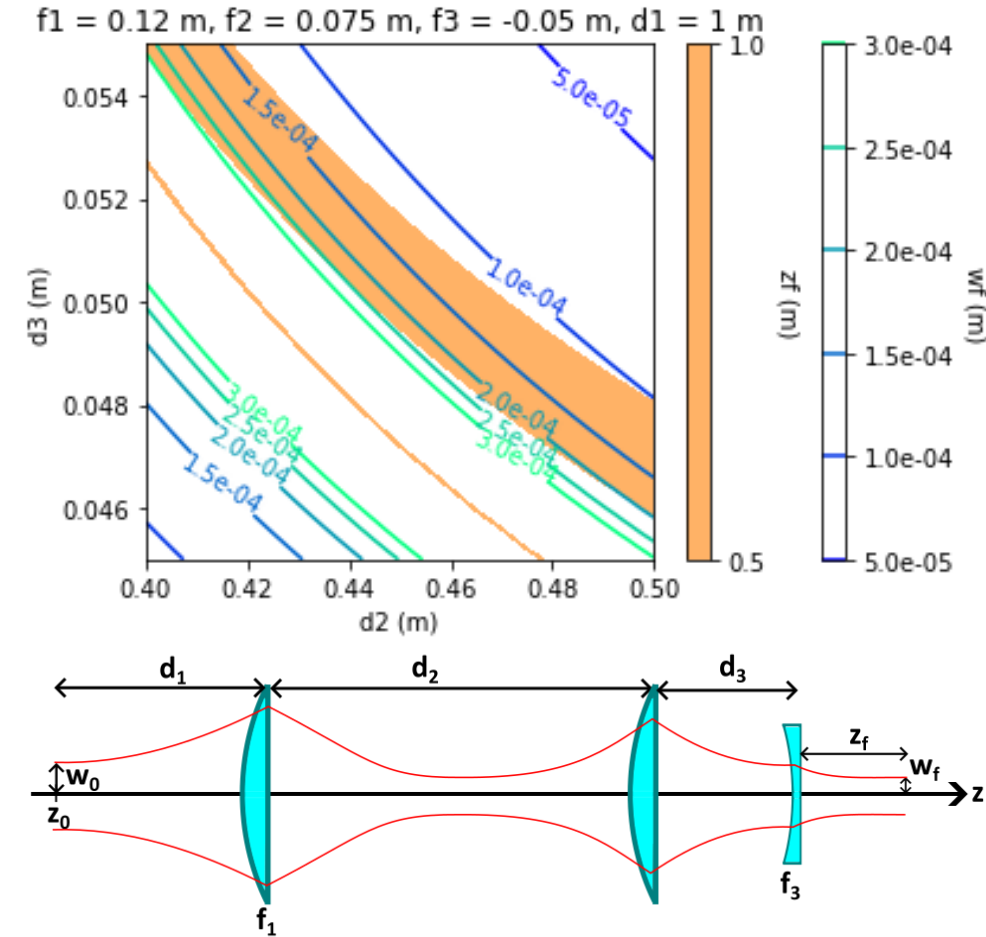 f1 = 0.12 m, f2 = 0.075 m, f3 = -0.05 m, d1 = 1 m
0.054
0.052
0.050
0.048
0.046
d3 (m)
0.40 0.42 0.44 0.46 0.48 0.50
d2 (m)
1.5e-04
5.0e-05
1.0e-04
2.0e-04
2.5e-04
3.0e-04
3.0e-04
2.5e-04
2.0e-04
1.5e-04
1.0
0.5
zf (m)
3.0e-04
2.5e-04
2.0e-04
1.5e-04
1.0e-04
5.0e-05
wf (m)
d1 d2 d3
zf
w0 wf
z0 z
f1 f3